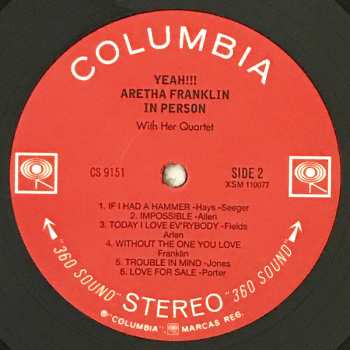 COLUMBIA
YEAH!!!
ARETHA FRANKLIN
IN PERSON
With Her Quartet
CS 9151
SIDE 2
XSM 110077
1. IF I HAD A HAMMER -Hays-Seeger
2. IMPOSSIBLE -Allen
3. TODAY I LOVE EV'RYBODY -Fields
Arlen
4. WITHOUT THE ONE YOU LOVE
Franklin
5. TROUBLE IN MIND -Jones
6. LOVE FOR SALE -Porter
"360 SOUND" STEREO "360 SOUND"
® "COLUMBIA", MARCAS REG.